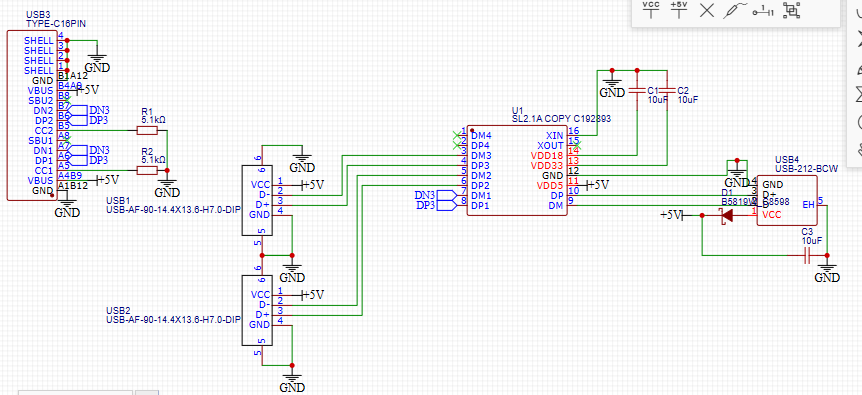 VCC +5V
USB3
TYPE-C16PIN
SHELL 4
SHELL 3
SHELL 2
SHELL 1
GND B1A12
VBUS B4A9 +5V
SBU2 B8
DN2 B7 DN3
DP2 B6 DP3
CC2 B5
SBU1 A8
DN1 A7 DN3
DP1 A6 DP3
CC1 A5
VBUS A4B9 +5V
GND A1B12
GND
GND
R1
5.1kΩ
R2
5.1kΩ
GND
USB1
USB-AF-90-14.4X13.6-H7.0-DIP
6
GND
VCC 1 +5V
D- 2
D+ 3
GND 4
5
GND
USB2
USB-AF-90-14.4X13.6-H7.0-DIP
6
VCC 1 +5V
D- 2
D+ 3
GND 4
5
GND
U1
SL2.1A COPY C192893
1 DM4 XIN 16
2 DP4 XOUT 15
3 DM3 VDD18 14
4 DP3 VDD33 13
5 DM2 GND 12
6 DP2 VDD5 11 +5V
DN3 7 DM1 DP 10
DP3 8 DP1 DM 9
GND
C1
10uF
C2
10uF
USB4
USB-212-BCW
GND
4 GND
3 D+
2 D-
1 VCC
EH 5
D1
B5819W
8598
+5V
C3
10uF
GND